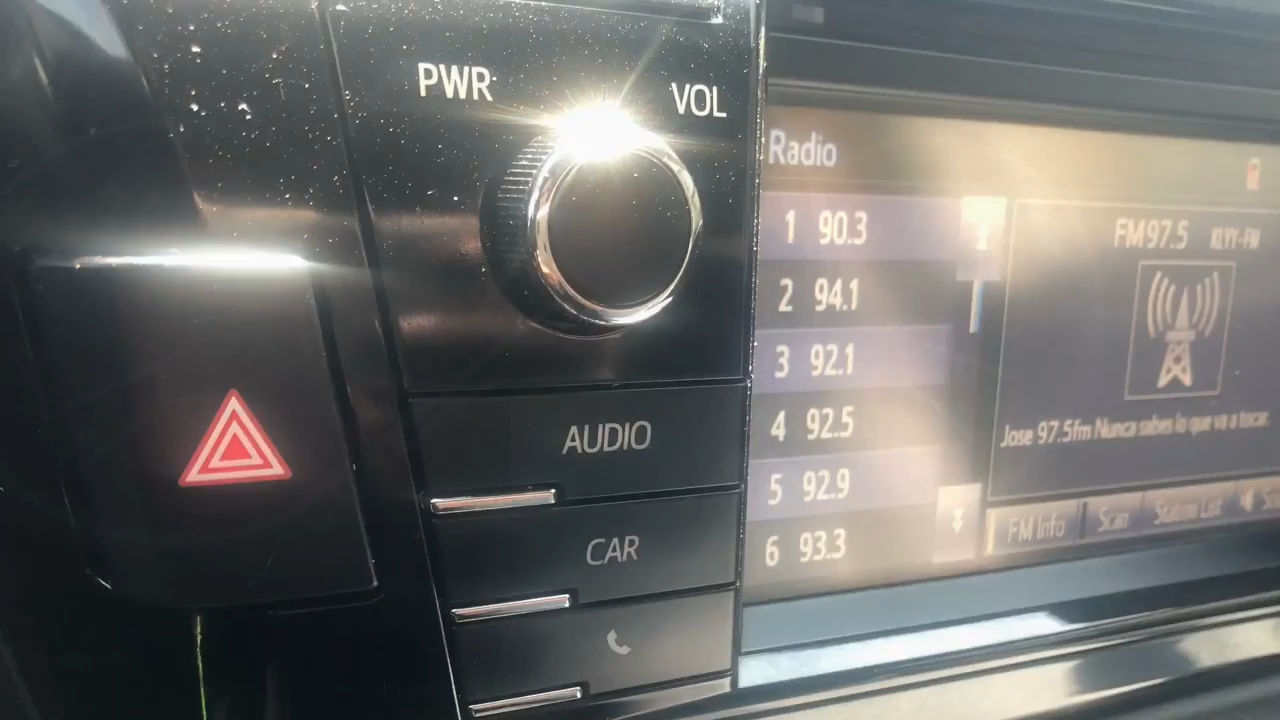 PWR VOL
Radio
1 90.3
2 94.1
3 92.1
4 92.5
5 92.9
6 93.3
FM97.5 KLYY-FM
Jose 97.5fm Nunca sabes lo que va a tocar.
FM Info Scan Station List
AUDIO
CAR